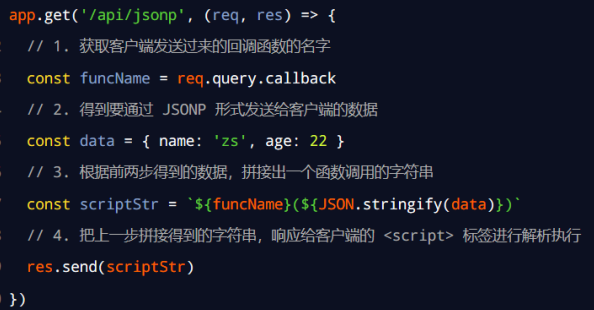 app.get('/api/jsonp', (req, res) => {
// 1. 获取客户端发送过来的回调函数的名字
const funcName = req.query.callback
// 2. 得到要通过 JSONP 形式发送给客户端的数据
const data = { name: 'zs', age: 22 }
// 3. 根据前两步得到的数据，拼接出一个函数调用的字符串
const scriptStr = `${funcName}(${JSON.stringify(data)})`
// 4. 把上一步拼接得到的字符串，响应给客户端的 <script> 标签进行解析执行
res.send(scriptStr)
})